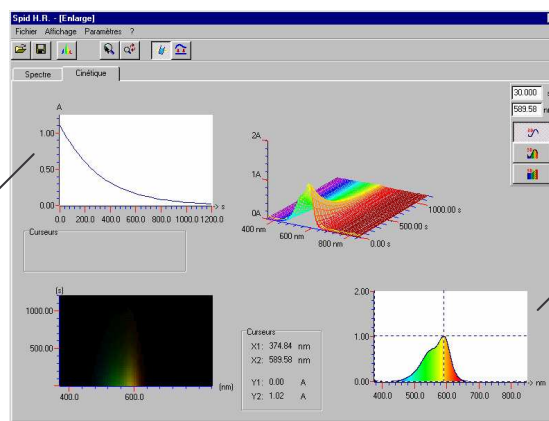 Spid H.R. - [Enlarge]
Fichier Affichage Paramètres ?
Spectre Cinétique
30.000 s
589.58 nm
A
1.00
0.50
0.00
0.0 200.0 400.0 600.0 800.0 1000.0 1200.0 s
Curseurs
2A
1A
0A
400 nm 600 nm 800 nm
0.00 s 500.00 s 1000.00 s
(s)
1000.00
500.00
400.0 600.0 (nm)
Curseurs
X1: 374.84 nm
X2: 589.58 nm
Y1: 0.00 A
Y2: 1.02 A
2.00
1.00
0.00
400.0 500.0 600.0 700.0 800.0 nm